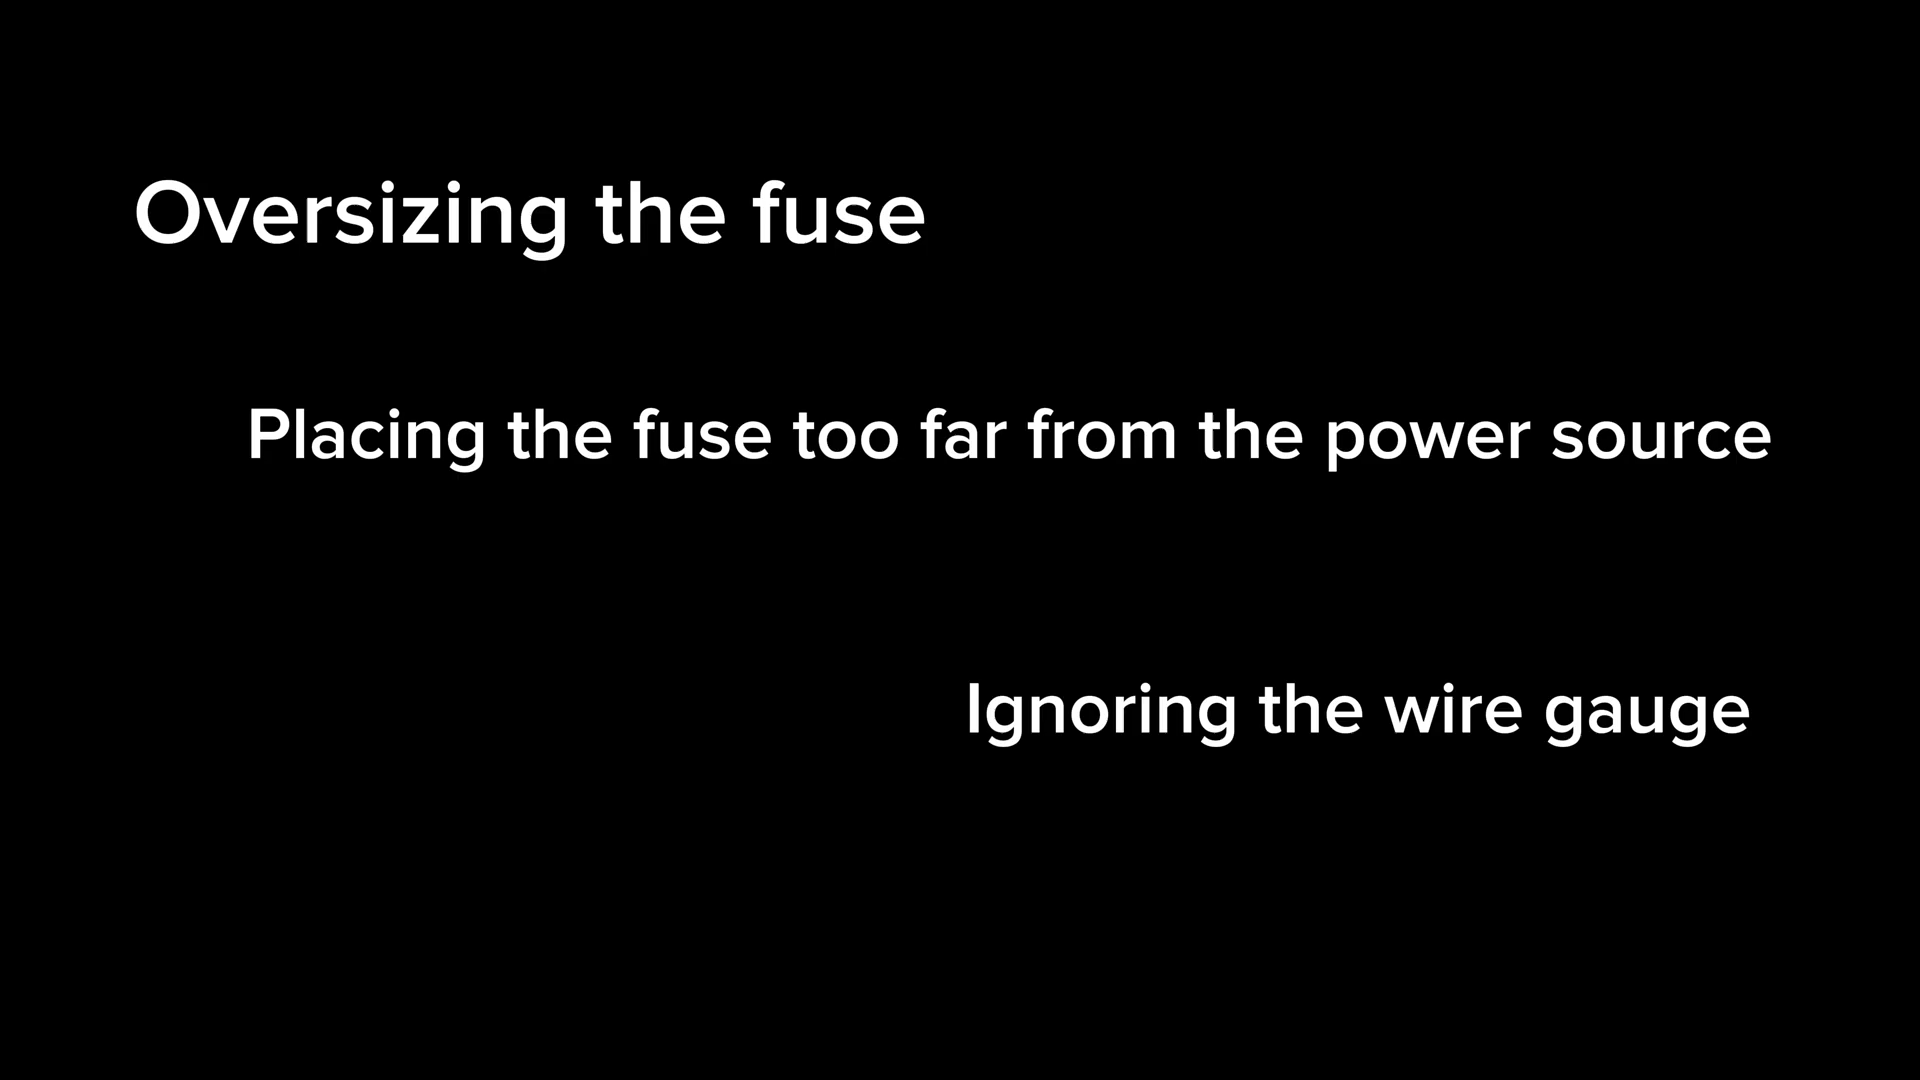 Oversizing the fuse
Placing the fuse too far from the power source
Ignoring the wire gauge